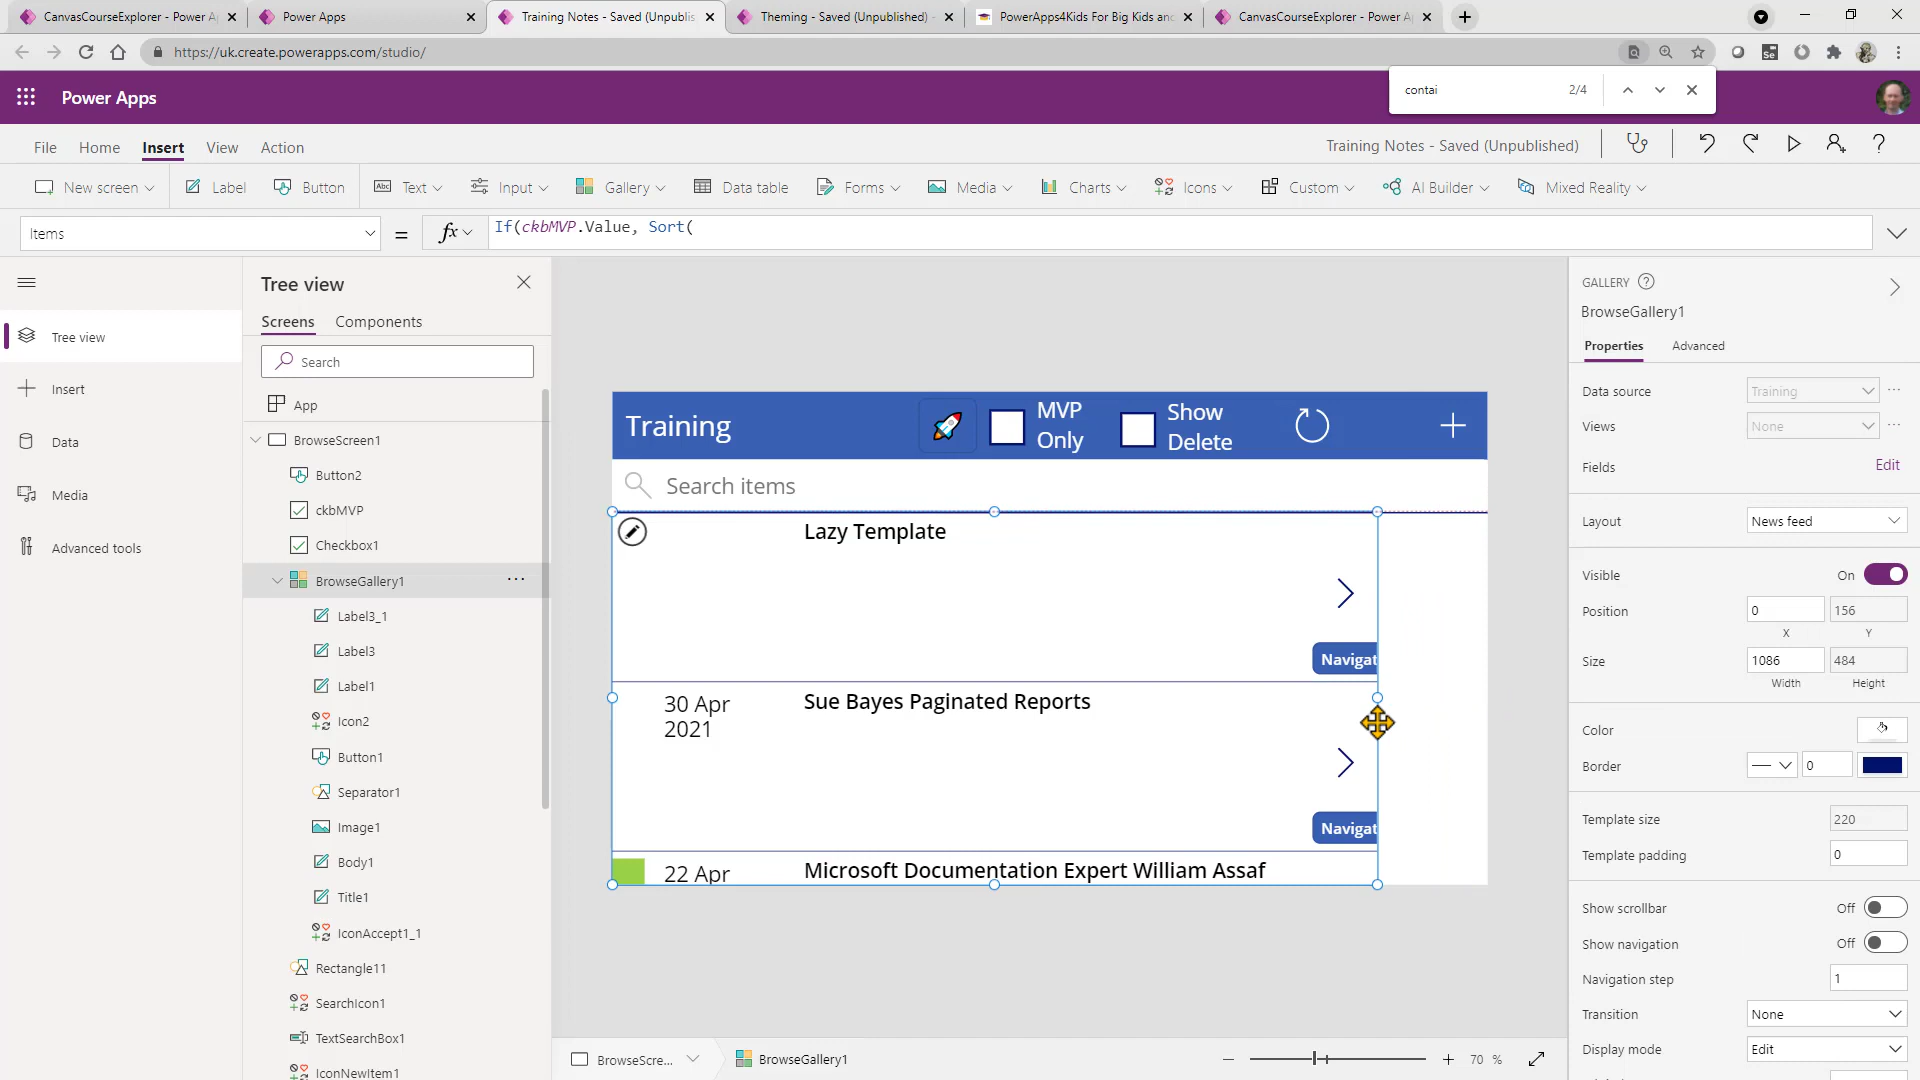 CanvasCourseExplorer - Power A
Power Apps
Training Notes - Saved (Unpublis
Theming - Saved (Unpublished) -
PowerApps4Kids For Big Kids and
CanvasCourseExplorer - Power A
https://uk.create.powerapps.com/studio/
contai
2/4
Power Apps
File
Home
Insert
View
Action
Training Notes - Saved (Unpublished)
New screen
Label
Button
Text
Input
Gallery
Data table
Forms
Media
Charts
Icons
Custom
AI Builder
Mixed Reality
Items
=
fx
If(ckbMVP.Value, Sort(
Tree view
Insert
Data
Media
Advanced tools
Tree view
Screens
Components
Search
App
BrowseScreen1
Button2
ckbMVP
Checkbox1
BrowseGallery1
Label3_1
Label3
Label1
Icon2
Button1
Separator1
Image1
Body1
Title1
IconAccept1_1
Rectangle11
SearchIcon1
TextSearchBox1
IconNewItem1
Training
MVP
Only
Show
Delete
Search items
Lazy Template
Navigat
30 Apr
2021
Sue Bayes Paginated Reports
Navigat
22 Apr
Microsoft Documentation Expert William Assaf
BrowseScre...
BrowseGallery1
70 %
GALLERY
BrowseGallery1
Properties
Advanced
Data source
Training
Views
None
Fields
Edit
Layout
News feed
Visible
On
Position
0
156
X
Y
Size
1086
484
Width
Height
Color
Border
0
Template size
220
Template padding
0
Show scrollbar
Off
Show navigation
Off
Navigation step
1
Transition
None
Display mode
Edit